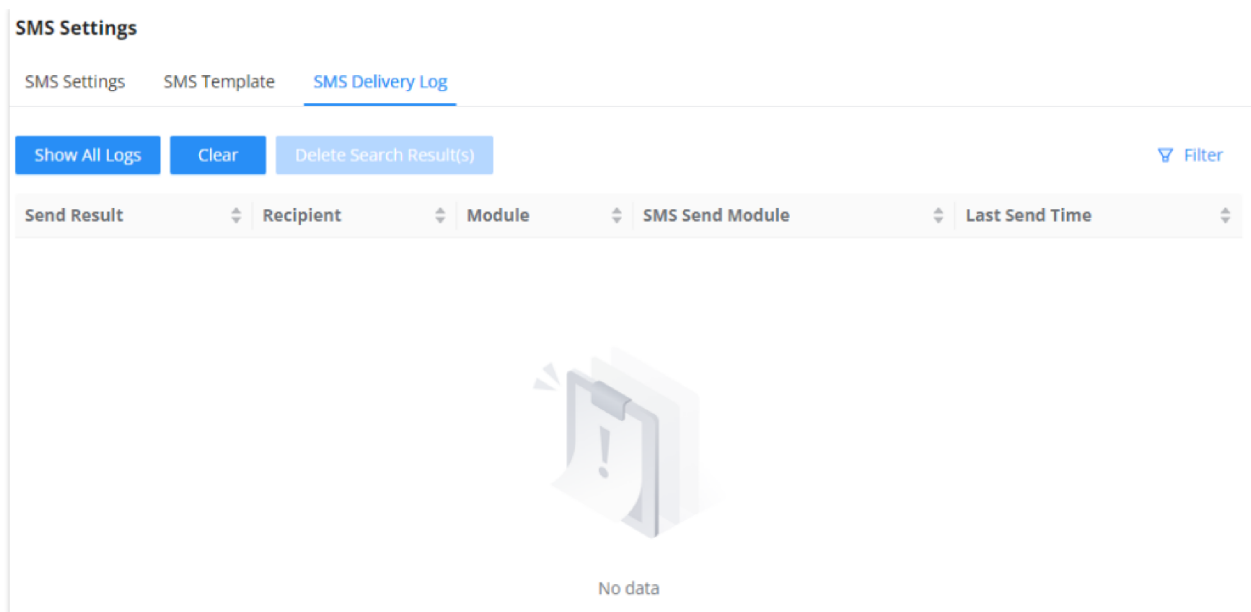 SMS Settings
SMS Settings SMS Template SMS Delivery Log
Show All Logs Clear Delete Search Result(s) Filter
Send Result Recipient Module SMS Send Module Last Send Time
No data